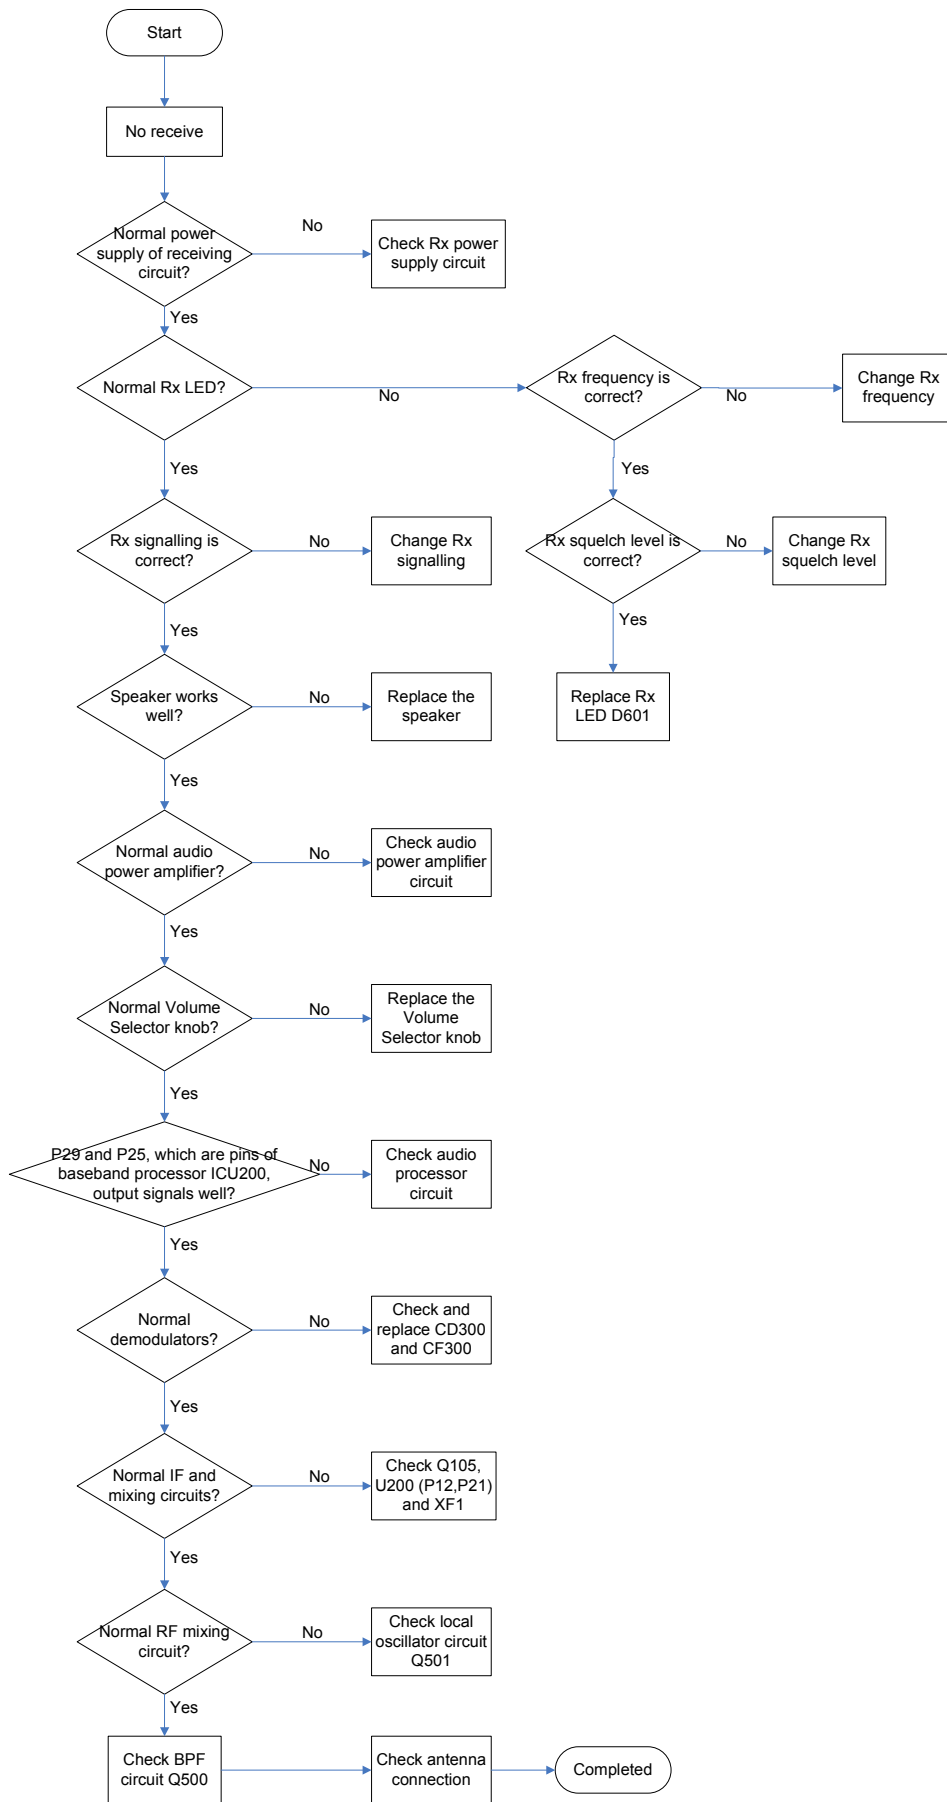 Start
No receive
Normal power
supply of receiving
circuit?
No
Check Rx power
supply circuit
Yes
Normal Rx LED?
No
Rx frequency is
correct?
No
Change Rx
frequency
Yes
Yes
Rx signalling is
correct?
No
Change Rx
signalling
Rx squelch level is
correct?
No
Change Rx
squelch level
Yes
Yes
Speaker works
well?
No
Replace the
speaker
Replace Rx
LED D601
Yes
Normal audio
power amplifier?
No
Check audio
power amplifier
circuit
Yes
Normal Volume
Selector knob?
No
Replace the
Volume
Selector knob
Yes
P29 and P25, which are pins of
baseband processor ICU200,
output signals well?
No
Check audio
processor
circuit
Yes
Normal
demodulators?
No
Check and
replace CD300
and CF300
Yes
Normal IF and
mixing circuits?
No
Check Q105,
U200 (P12,P21)
and XF1
Yes
Normal RF mixing
circuit?
No
Check local
oscillator circuit
Q501
Yes
Check BPF
circuit Q500
Check antenna
connection
Completed